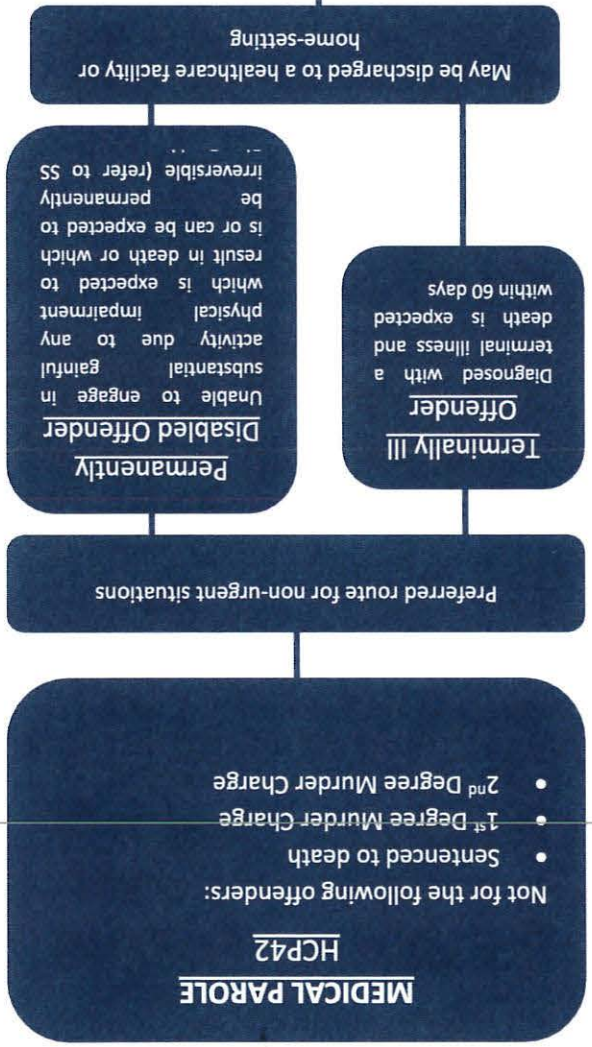 MEDICAL PAROLE
HCP42
Not for the following offenders:
• Sentenced to death
• 1st Degree Murder Charge
• 2nd Degree Murder Charge
Preferred route for non-urgent situations
Terminally Ill
Offender
Diagnosed with a
terminal illness and
death is expected
within 60 days
Permanently
Disabled Offender
Unable to engage in
substantial gainful
activity due to any
physical impairment
which is expected to
result in death or which
is or can be expected to
be permanently
irreversible (refer to SS
May be discharged to a healthcare facility or
home-setting